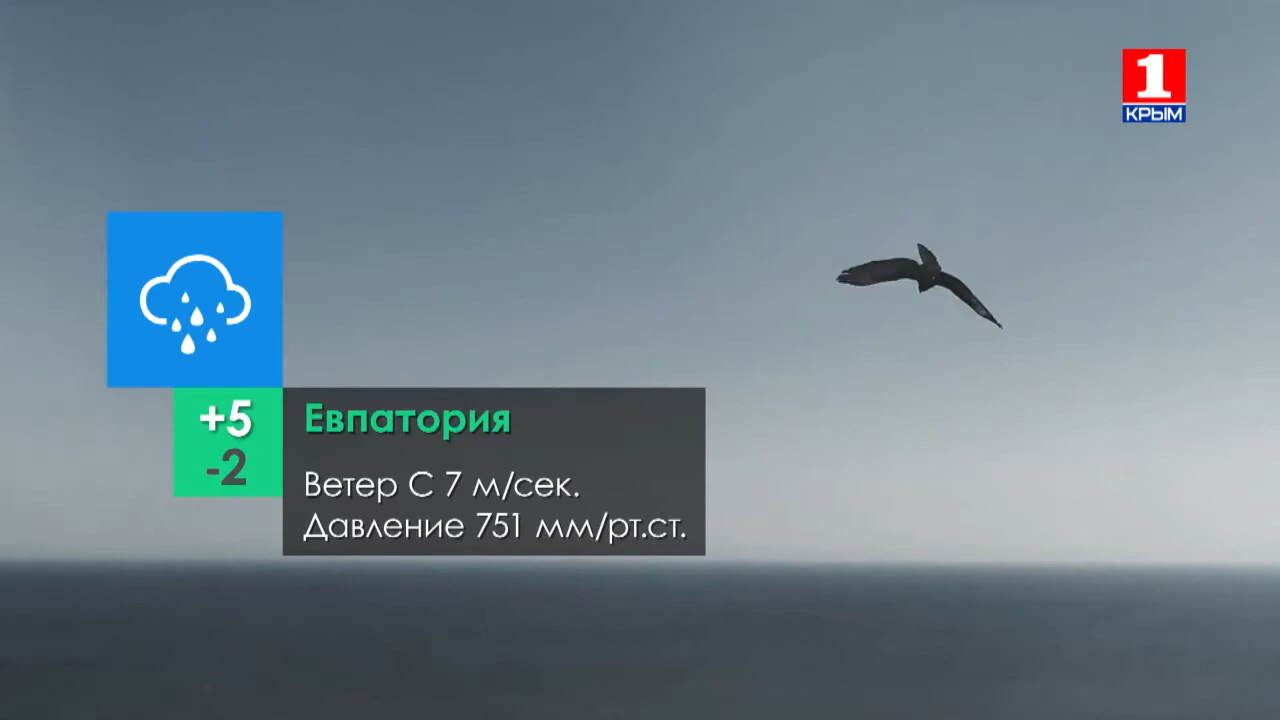 1
КРЫМ
+5
-2
Евпатория
Ветер С 7 м/сек.
Давление 751 мм/рт.ст.